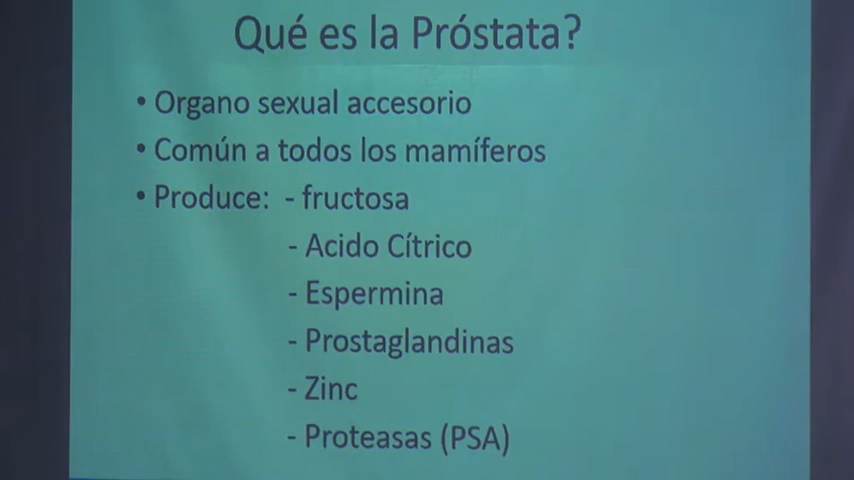 Qué es la Próstata?
• Organo sexual accesorio
• Común a todos los mamíferos
• Produce: - fructosa
- Acido Cítrico
- Espermina
- Prostaglandinas
- Zinc
- Proteasas (PSA)